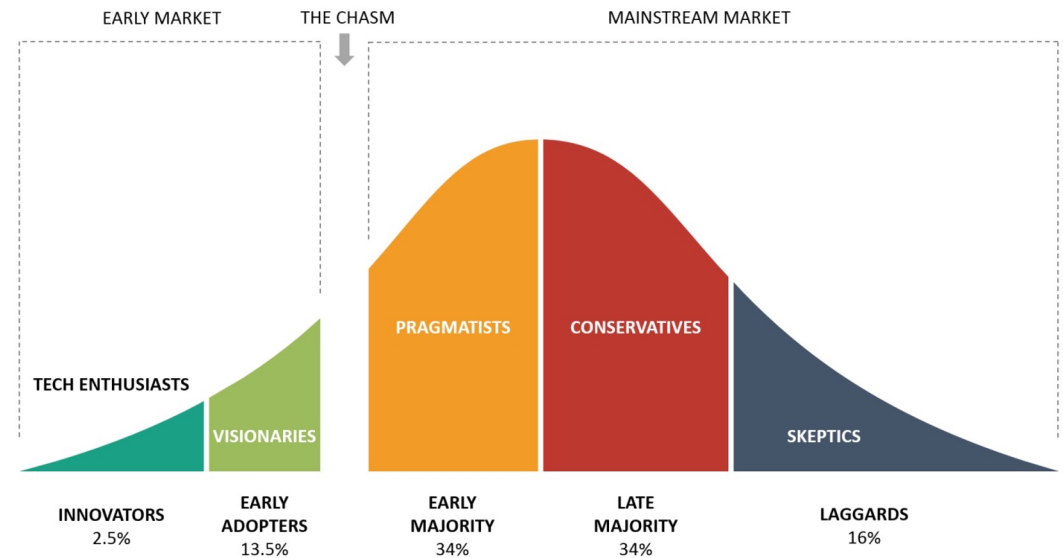 EARLY MARKET
THE CHASM
MAINSTREAM MARKET
TECH ENTHUSIASTS
VISIONARIES
PRAGMATISTS
CONSERVATIVES
SKEPTICS
INNOVATORS
2.5%
EARLY
ADOPTERS
13.5%
EARLY
MAJORITY
34%
LATE
MAJORITY
34%
LAGGARDS
16%